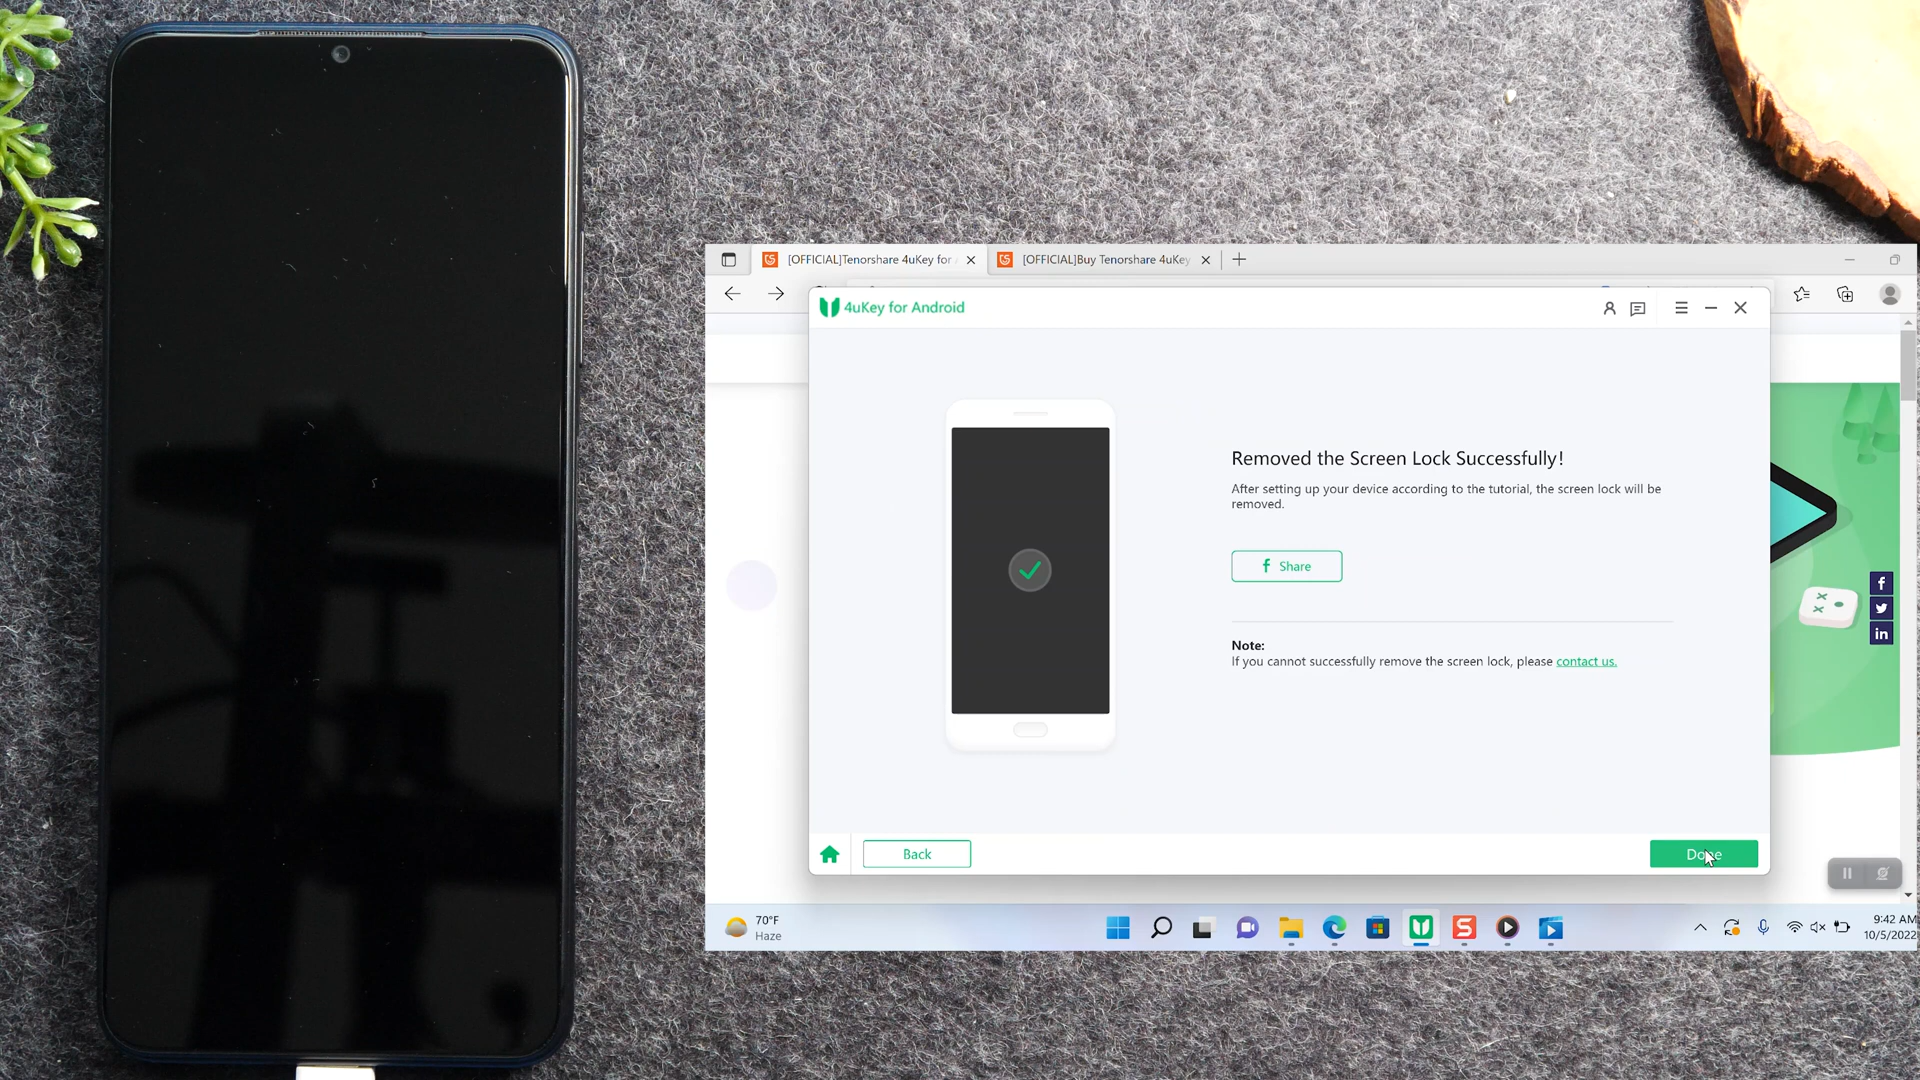 [OFFICIAL]Tenorshare 4uKey for
[OFFICIAL]Buy Tenorshare 4uKey
4uKey for Android
Removed the Screen Lock Successfully!
After setting up your device according to the tutorial, the screen lock will be
removed.
f Share
Note:
If you cannot successfully remove the screen lock, please contact us.
Back
Done
70°F
Haze
9:42 AM
10/5/2022